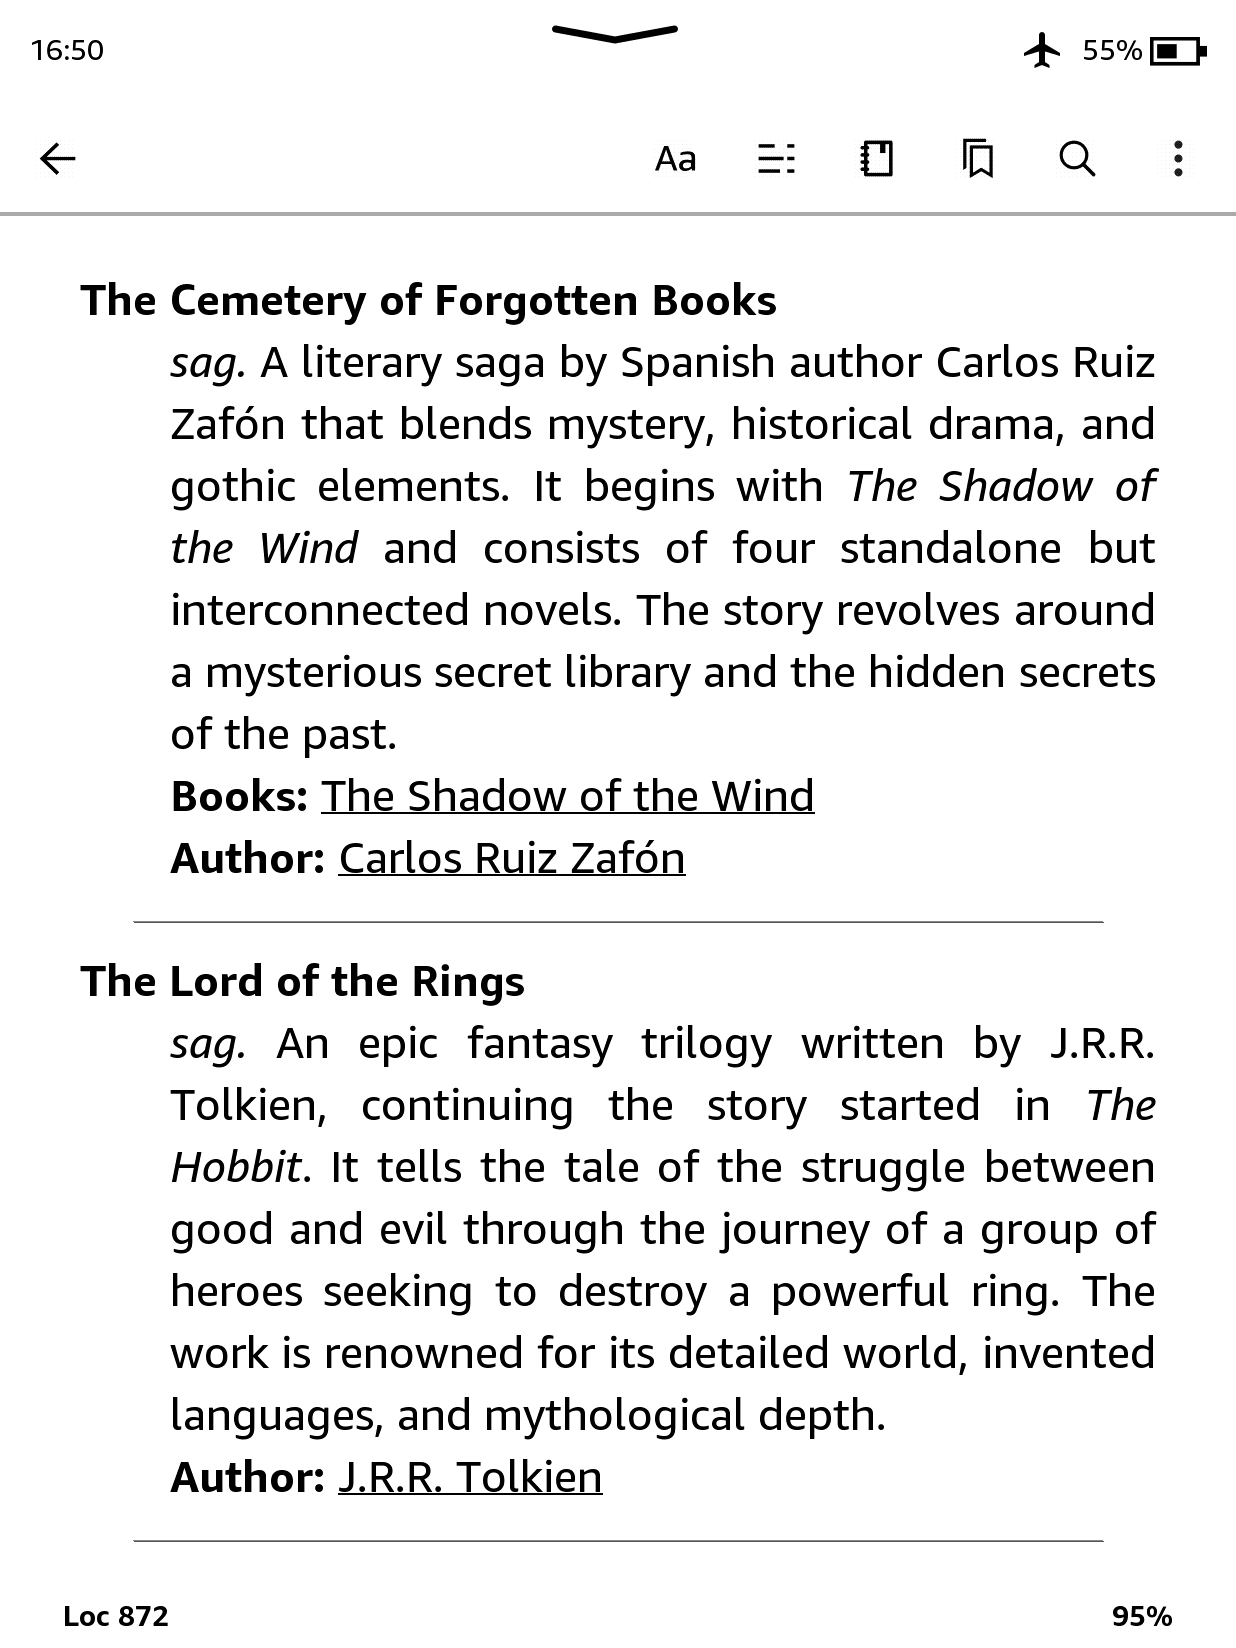 16:50
55%
Aa
The Cemetery of Forgotten Books
sag. A literary saga by Spanish author Carlos Ruiz
Zafón that blends mystery, historical drama, and
gothic elements. It begins with The Shadow of
the Wind and consists of four standalone but
interconnected novels. The story revolves around
a mysterious secret library and the hidden secrets
of the past.
Books: The Shadow of the Wind
Author: Carlos Ruiz Zafón
The Lord of the Rings
sag. An epic fantasy trilogy written by J.R.R.
Tolkien, continuing the story started in The
Hobbit. It tells the tale of the struggle between
good and evil through the journey of a group of
heroes seeking to destroy a powerful ring. The
work is renowned for its detailed world, invented
languages, and mythological depth.
Author: J.R.R. Tolkien
Loc 872
95%